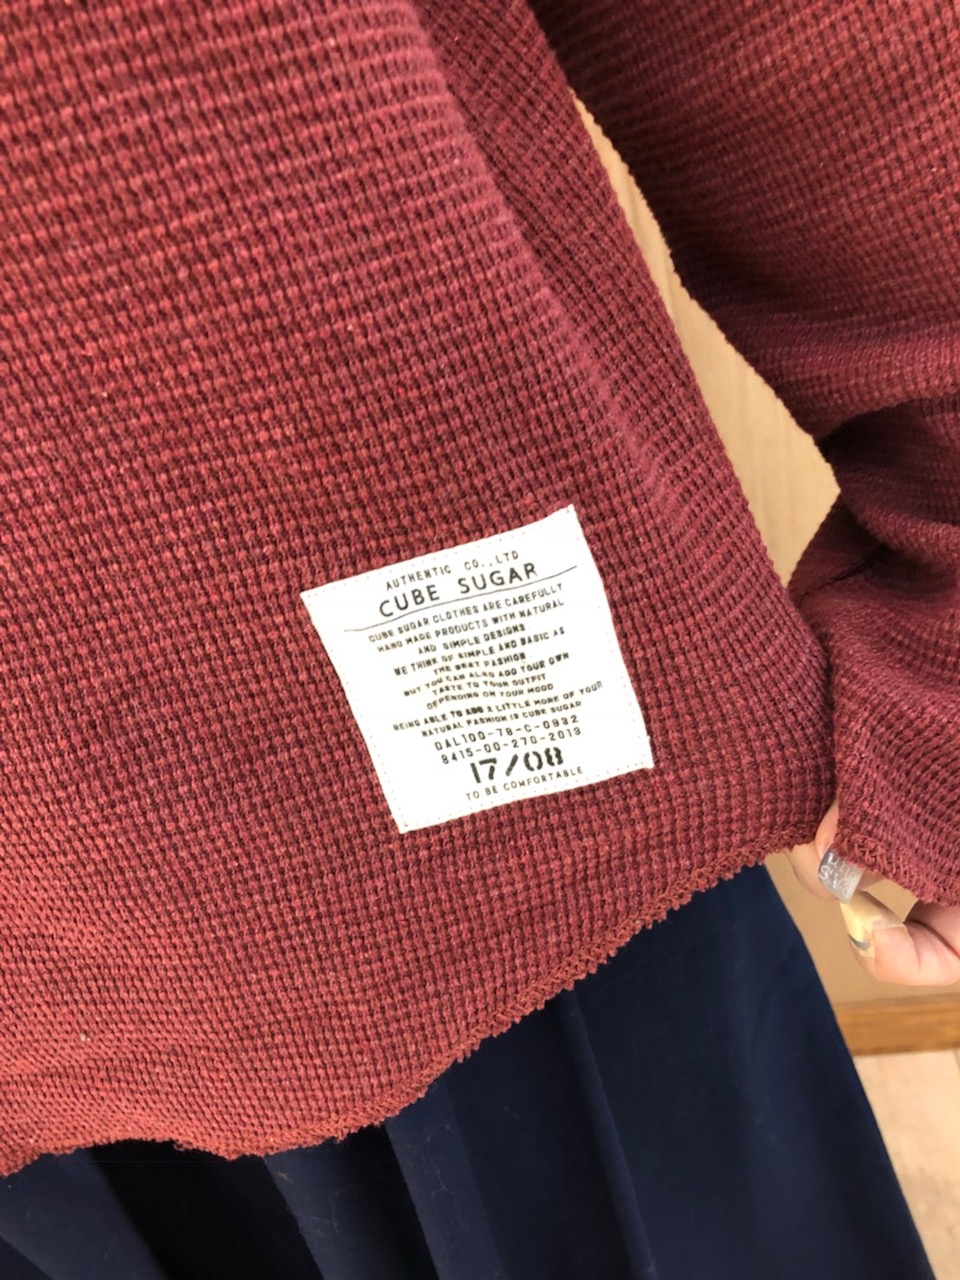 AUTHENTIC CO.,LTD
CUBE SUGAR
CUBE SUGAR CLOTHES ARE CAREFULLY
HAND MADE PRODUCTS WITH NATURAL
AND SIMPLE DESIGNS
WE THINK OF SIMPLE AND BASIC AS
THE BEST FASHION
BUT YOU CAN ALSO ADD YOUR OWN
TASTE TO YOUR OUTFIT
DEPENDING ON YOUR MOOD
BEING ABLE TO ADD A LITTLE MORE OF YOUR
NATURAL FASHION IS CUBE SUGAR
DAL100-78-C-0932
8415-00-270-2013
17/08
TO BE COMFORTABLE